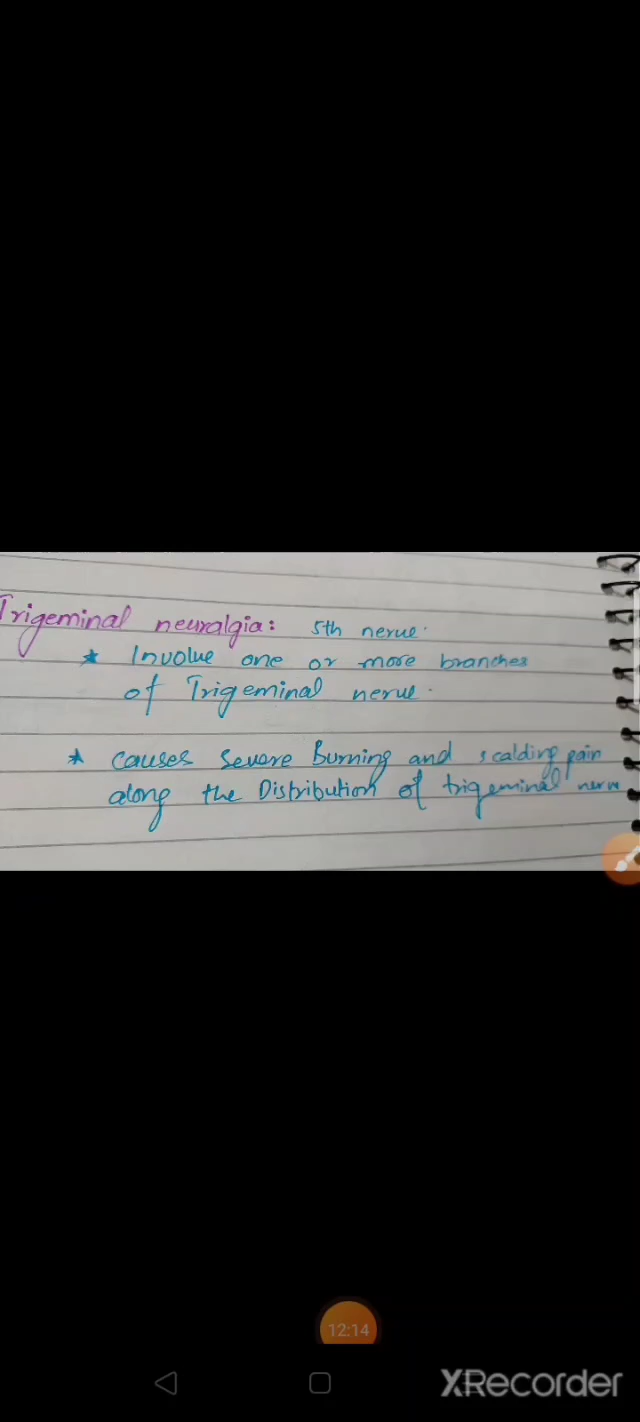 Trigeminal neuralgia: 5th nerve.
* Involve one or more branches
of Trigeminal nerve.
* causes severe Burning and scalding pain
along the Distribution of trigeminal nerve
12:14
XRecorder